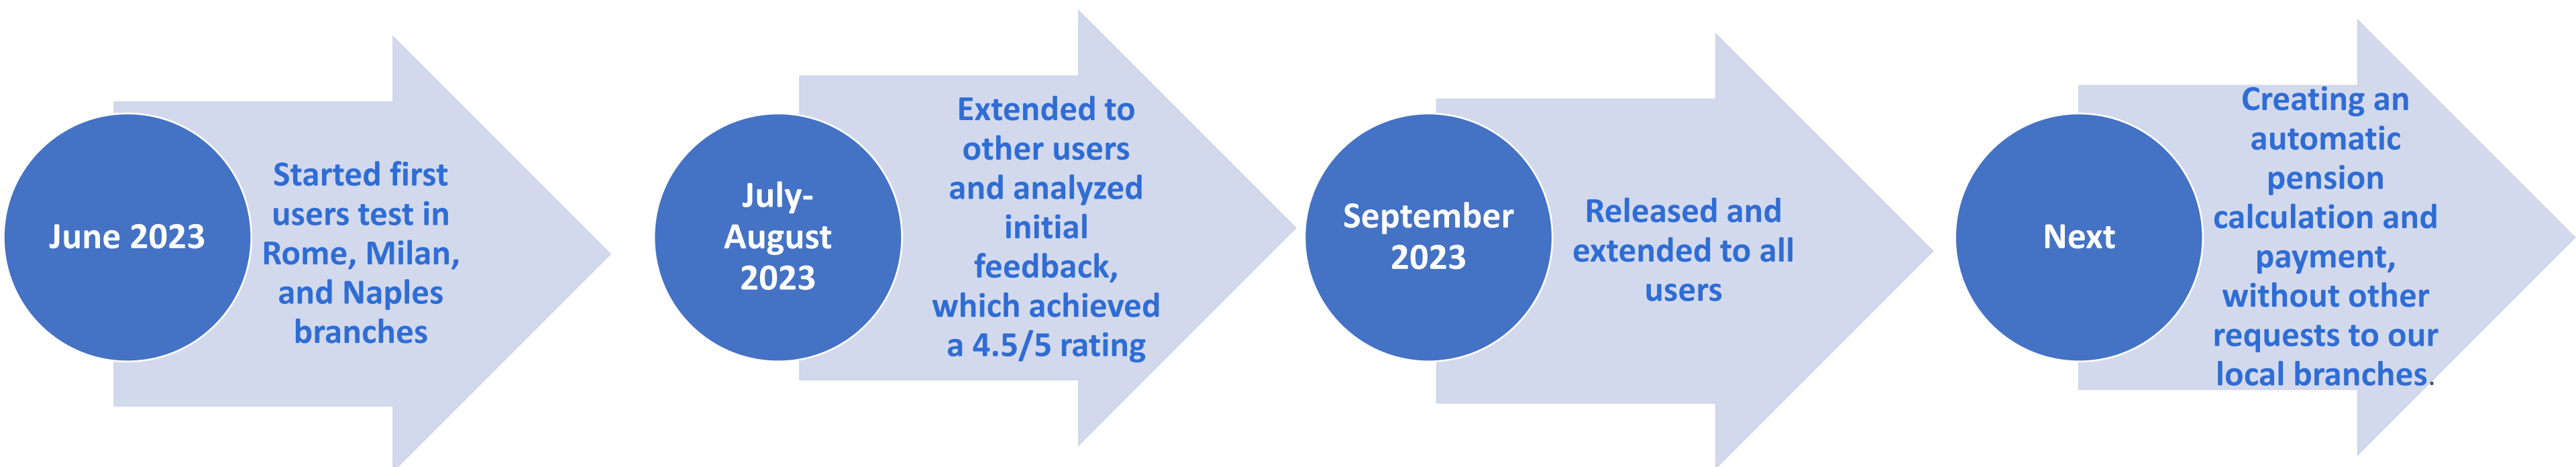 June 2023
Started first
users test in
Rome, Milan,
and Naples
branches
July-
August
2023
Extended to
other users
and analyzed
initial
feedback,
which achieved
a 4.5/5 rating
September
2023
Released and
extended to all
users
Next
Creating an
automatic
pension
calculation and
payment,
without other
requests to our
local branches.